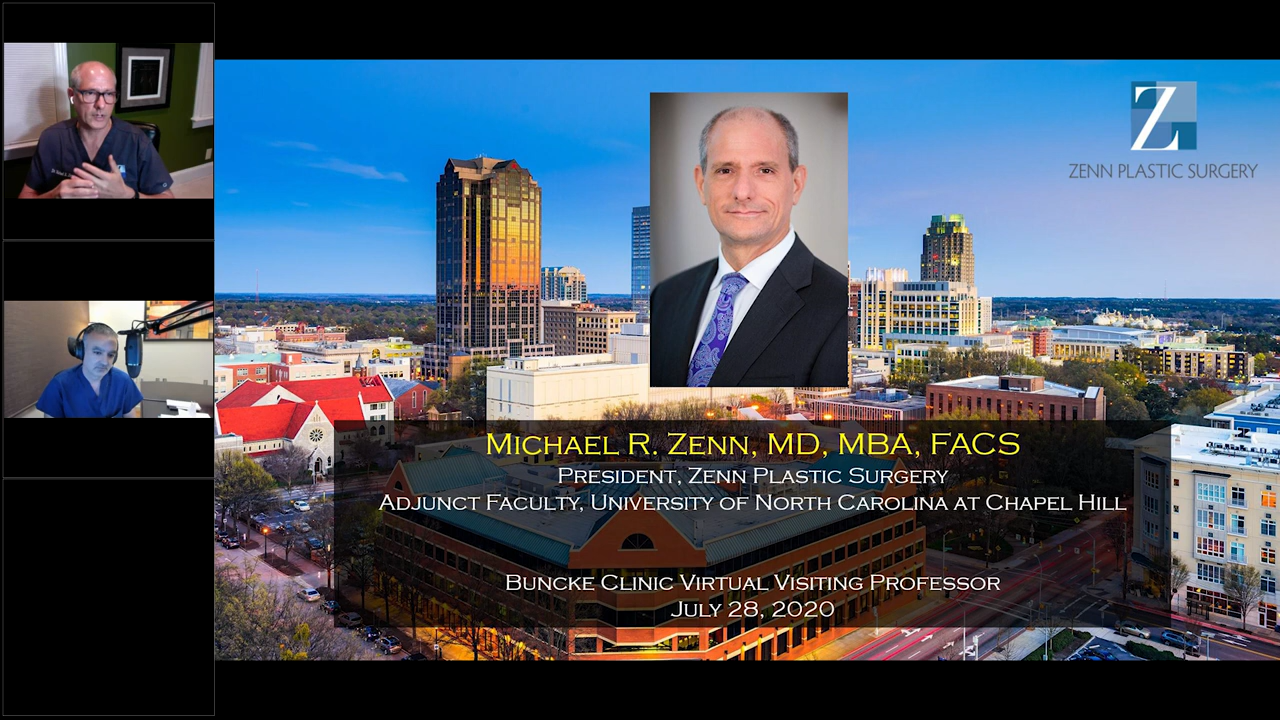 Z
ZENN PLASTIC SURGERY
MICHAEL R. ZENN, MD, MBA, FACS
PRESIDENT, ZENN PLASTIC SURGERY
ADJUNCT FACULTY, UNIVERSITY OF NORTH CAROLINA AT CHAPEL HILL
BUNCKE CLINIC VIRTUAL VISITING PROFESSOR
JULY 28, 2020